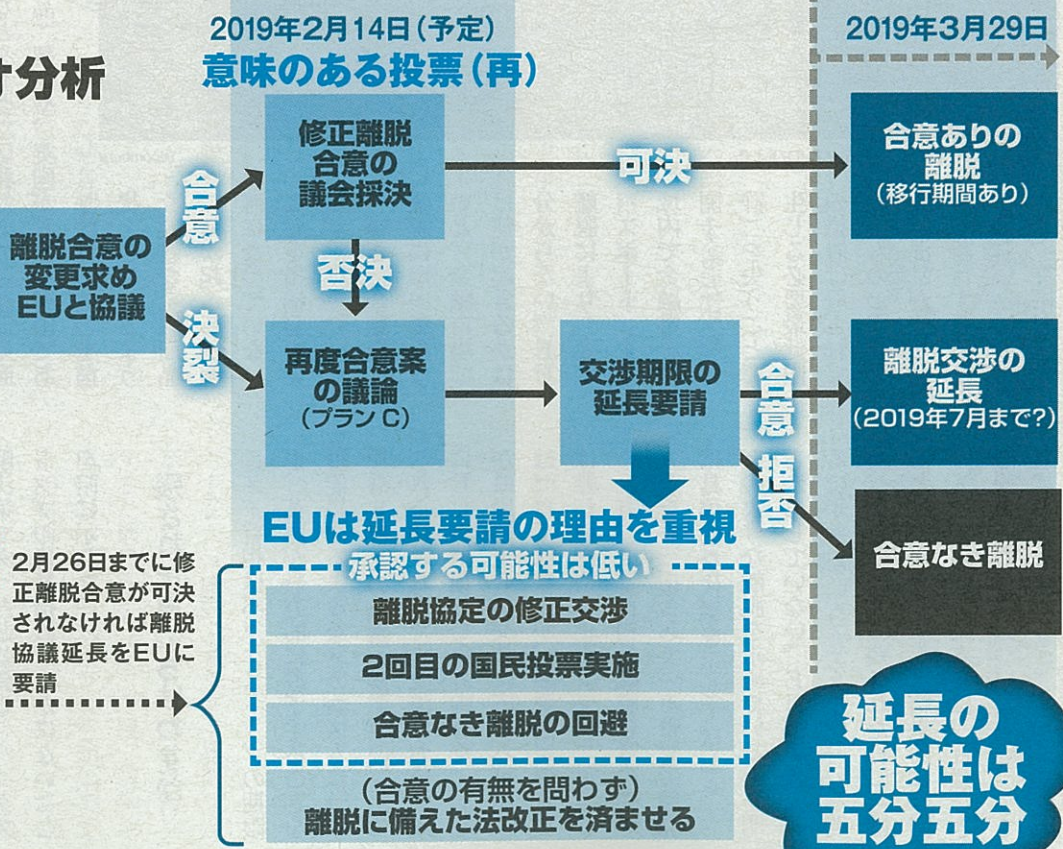 2019年2月14日(予定)
2019年3月29日
意味のある投票(再)
分析
修正離脱
合意の
議会採決
可決
合意ありの
離脱
(移行期間あり)
合意
離脱合意の
変更求め
EUと協議
否決
決裂
再度合意案
の議論
(プランC)
交渉期限の
延長要請
合意
離脱交渉の
延長
(2019年7月まで?)
拒否
合意なき離脱
EUは延長要請の理由を重視
承認する可能性は低い
2月26日までに修
正離脱合意が可決
されなければ離脱
協議延長をEUに
要請
離脱協定の修正交渉
2回目の国民投票実施
合意なき離脱の回避
(合意の有無を問わず)
離脱に備えた法改正を済ませる
延長の
可能性は
五分五分